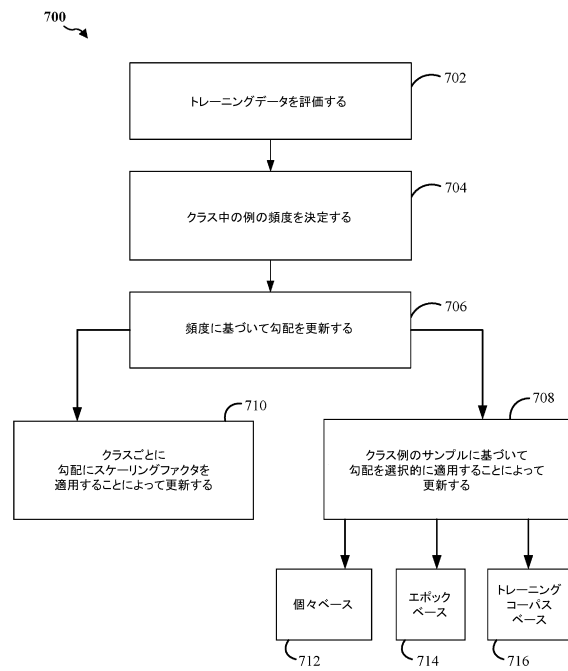 700
702
トレーニングデータを評価する
704
クラス中の例の頻度を決定する
706
頻度に基づいて勾配を更新する
710
クラスごとに
勾配にスケーリングファクタを
適用することによって更新する
708
クラス例のサンプルに基づいて
勾配を選択的に適用することによって
更新する
個々ベース
712
エポック
ベース
714
トレーニング
コーパス
ベース
716